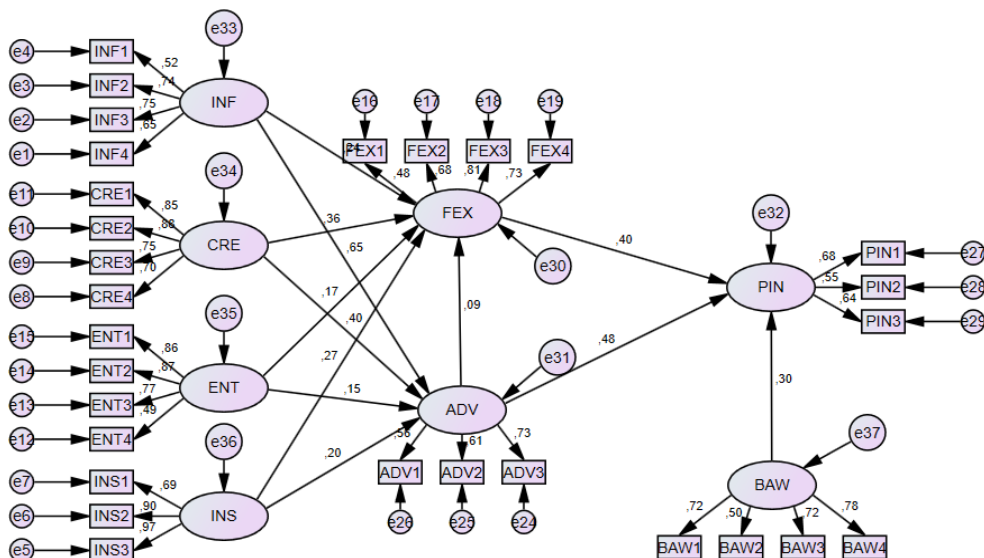 e33
e4 INF1
,52
e3 INF2
,74
e2 INF3
,75
e1 INF4
,65
INF
e16 e17 e18 e19
FEX1 FEX2 FEX3 FEX4
,24
,48 ,68 ,81 ,73
FEX
e34
e11 CRE1
,85
e10 CRE2
e9 CRE3
,75
e8 CRE4
,70
CRE
,36
,65
e30
,40
e32
PIN
,68 PIN1 e27
,55 PIN2 e28
,64 PIN3 e29
e35
e15 ENT1
,86
e14 ENT2
,87
e13 ENT3
,77
e12 ENT4
,49
ENT
,17
,40
,27
,15
,09
e31
,48
ADV
,30
e36
e7 INS1
,69
e6 INS2
,90
e5 INS3
,97
INS
,20
,56 ,61 ,73
ADV1 ADV2 ADV3
e26 e25 e24
e37
BAW
,72 ,50 ,72 ,78
BAW1 BAW2 BAW3 BAW4